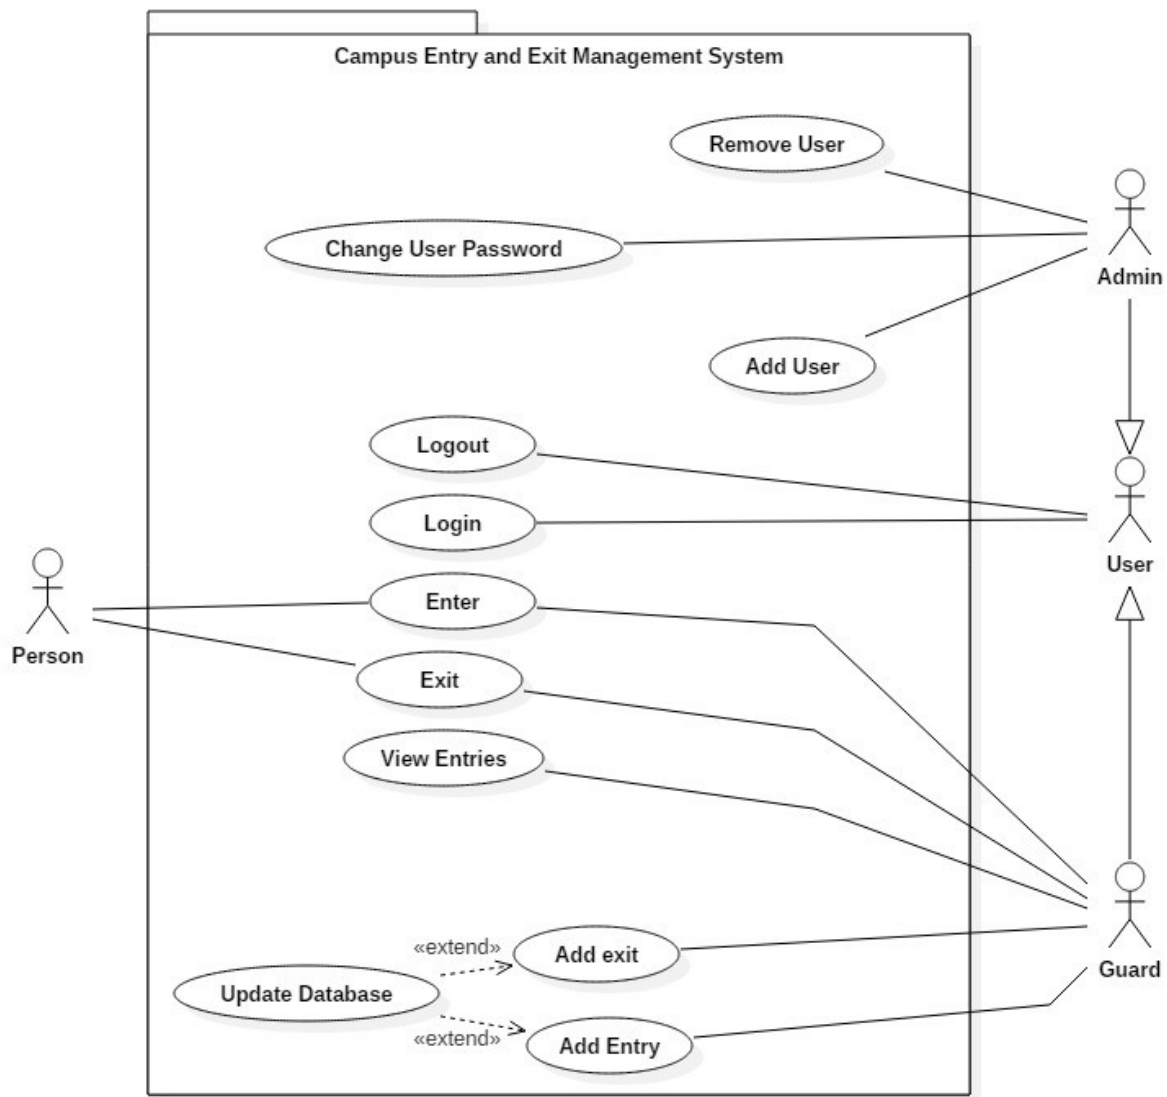 Campus Entry and Exit Management System
Remove User
Change User Password
Admin
Add User
Logout
Login
User
Enter
Person
Exit
View Entries
«extend»
Add exit
Guard
Update Database
«extend»
Add Entry